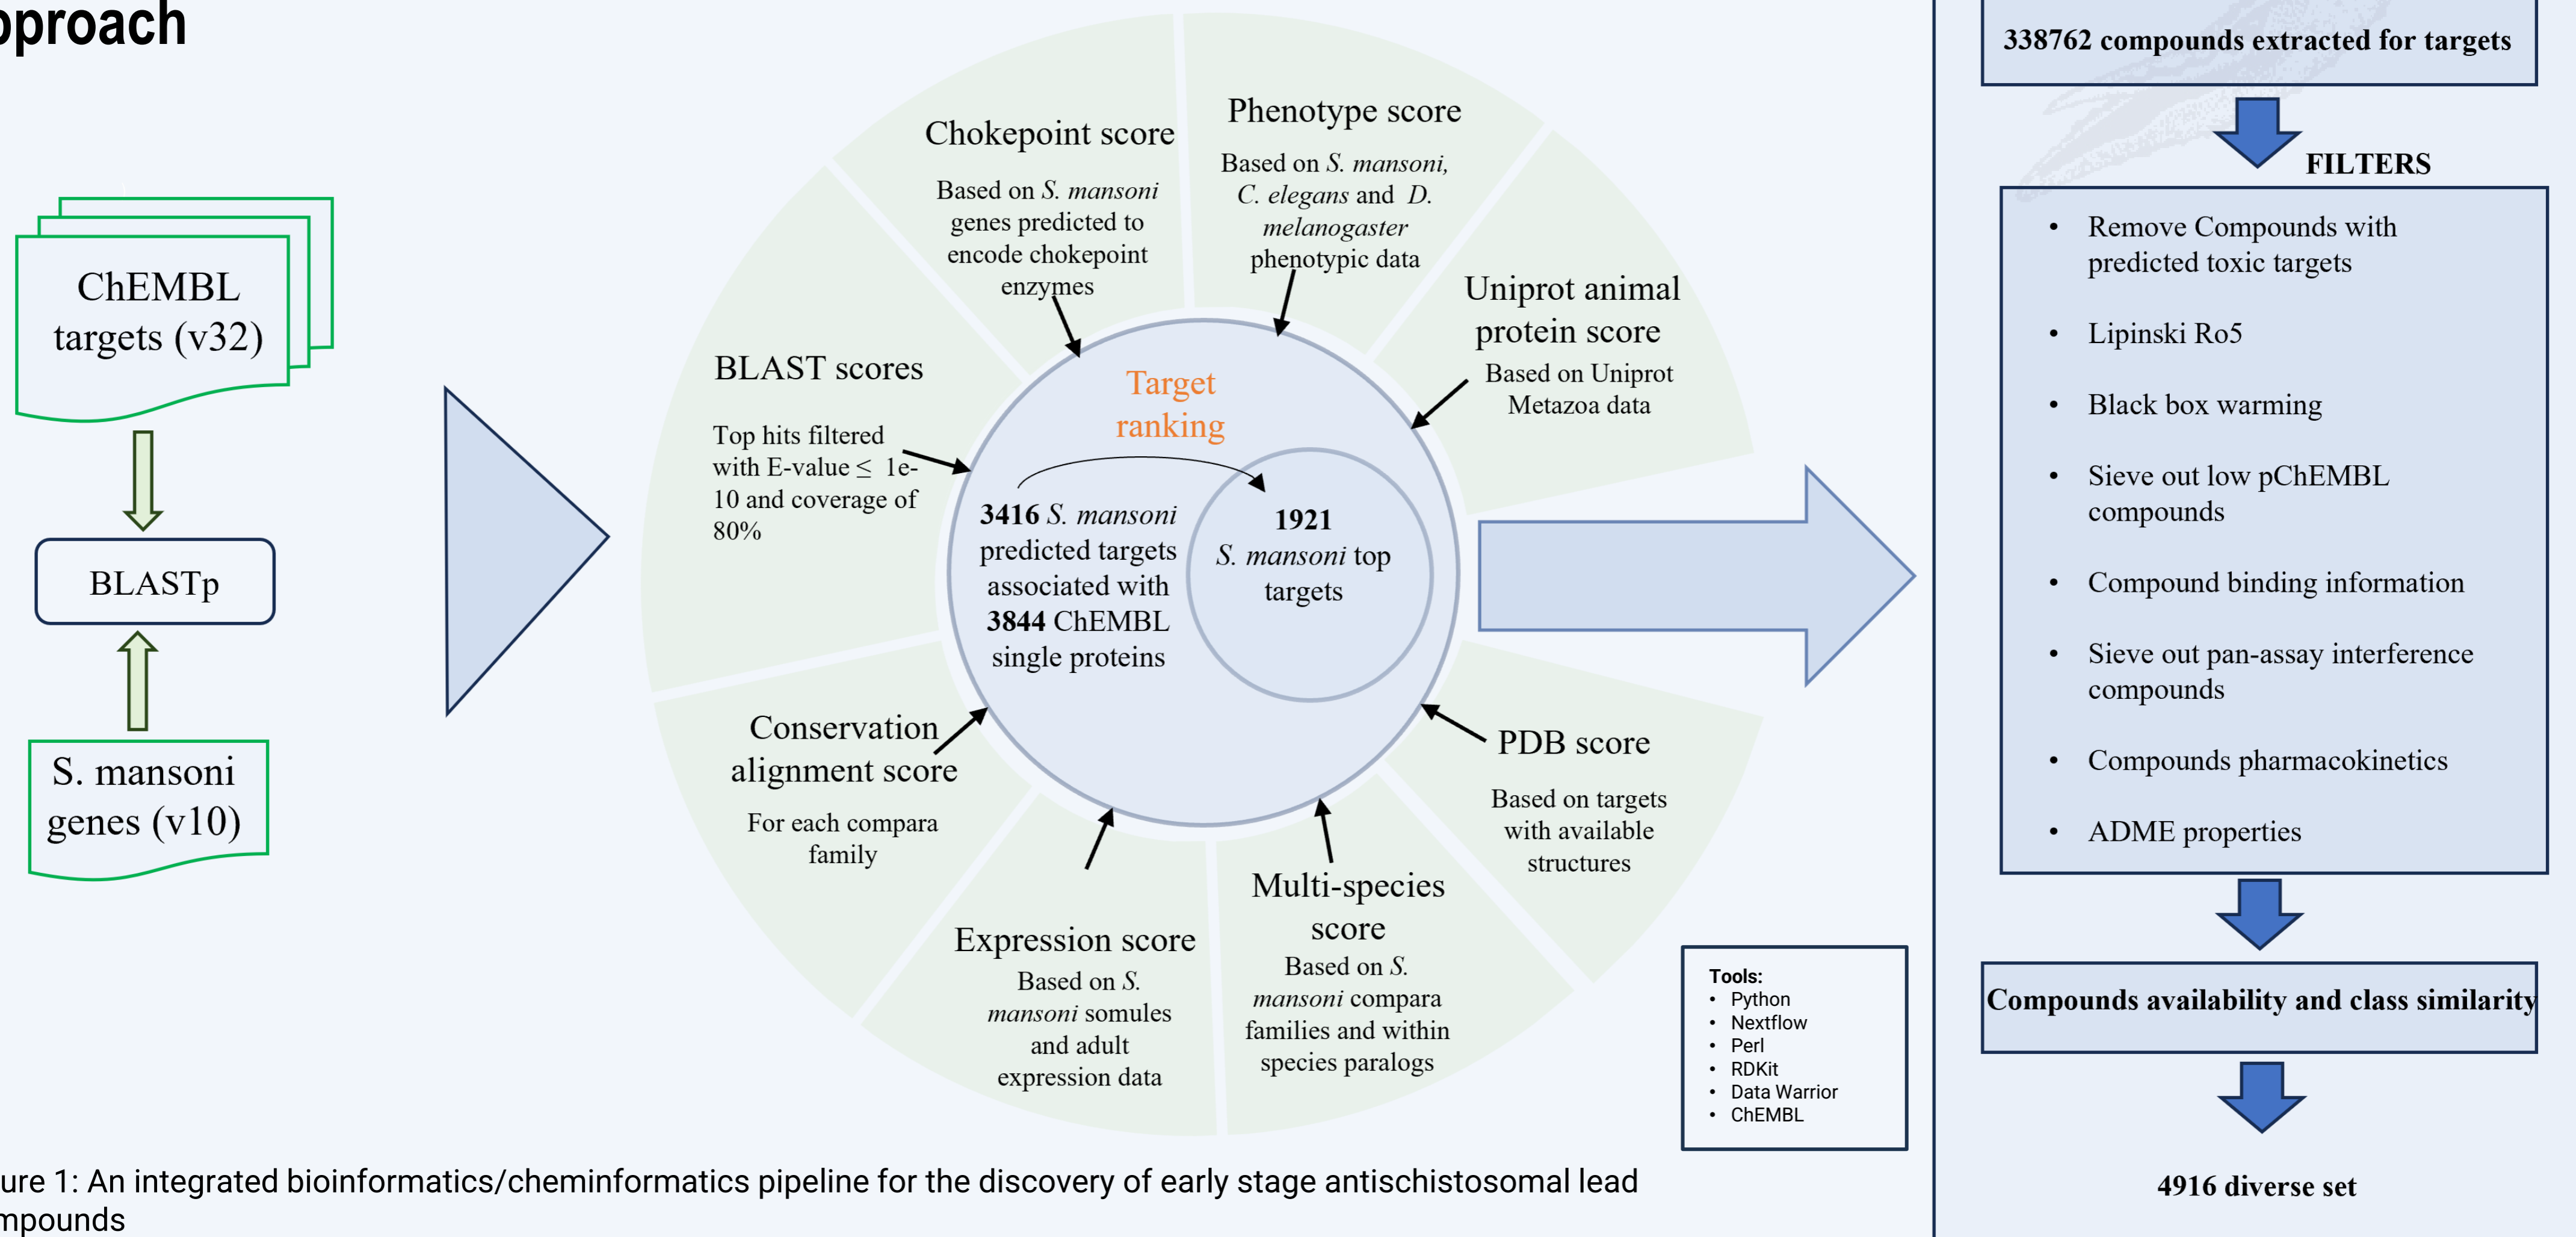 pproach
ChEMBL
targets (v32)
BLASTp
S. mansoni
genes (v10)
Chokepoint score
Based on S. mansoni
genes predicted to
encode chokepoint
enzymes
Phenotype score
Based on S. mansoni,
C. elegans and D.
melanogaster
phenotypic data
Uniprot animal
protein score
Based on Uniprot
Metazoa data
BLAST scores
Top hits filtered
with E-value ≤ 1e-
10 and coverage of
80%
Target
ranking
3416 S. mansoni
predicted targets
associated with
3844 ChEMBL
single proteins
1921
S. mansoni top
targets
Conservation
alignment score
For each compara
family
Expression score
Based on S.
mansoni somules
and adult
expression data
Multi-species
score
Based on S.
mansoni compara
families and within
species paralogs
PDB score
Based on targets
with available
structures
Tools:
• Python
• Nextflow
• Perl
• RDKit
• Data Warrior
• ChEMBL
338762 compounds extracted for targets
FILTERS
• Remove Compounds with
predicted toxic targets
• Lipinski Ro5
• Black box warming
• Sieve out low pChEMBL
compounds
• Compound binding information
• Sieve out pan-assay interference
compounds
• Compounds pharmacokinetics
• ADME properties
Compounds availability and class similarity
4916 diverse set
ure 1: An integrated bioinformatics/cheminformatics pipeline for the discovery of early stage antischistosomal lead
mpounds